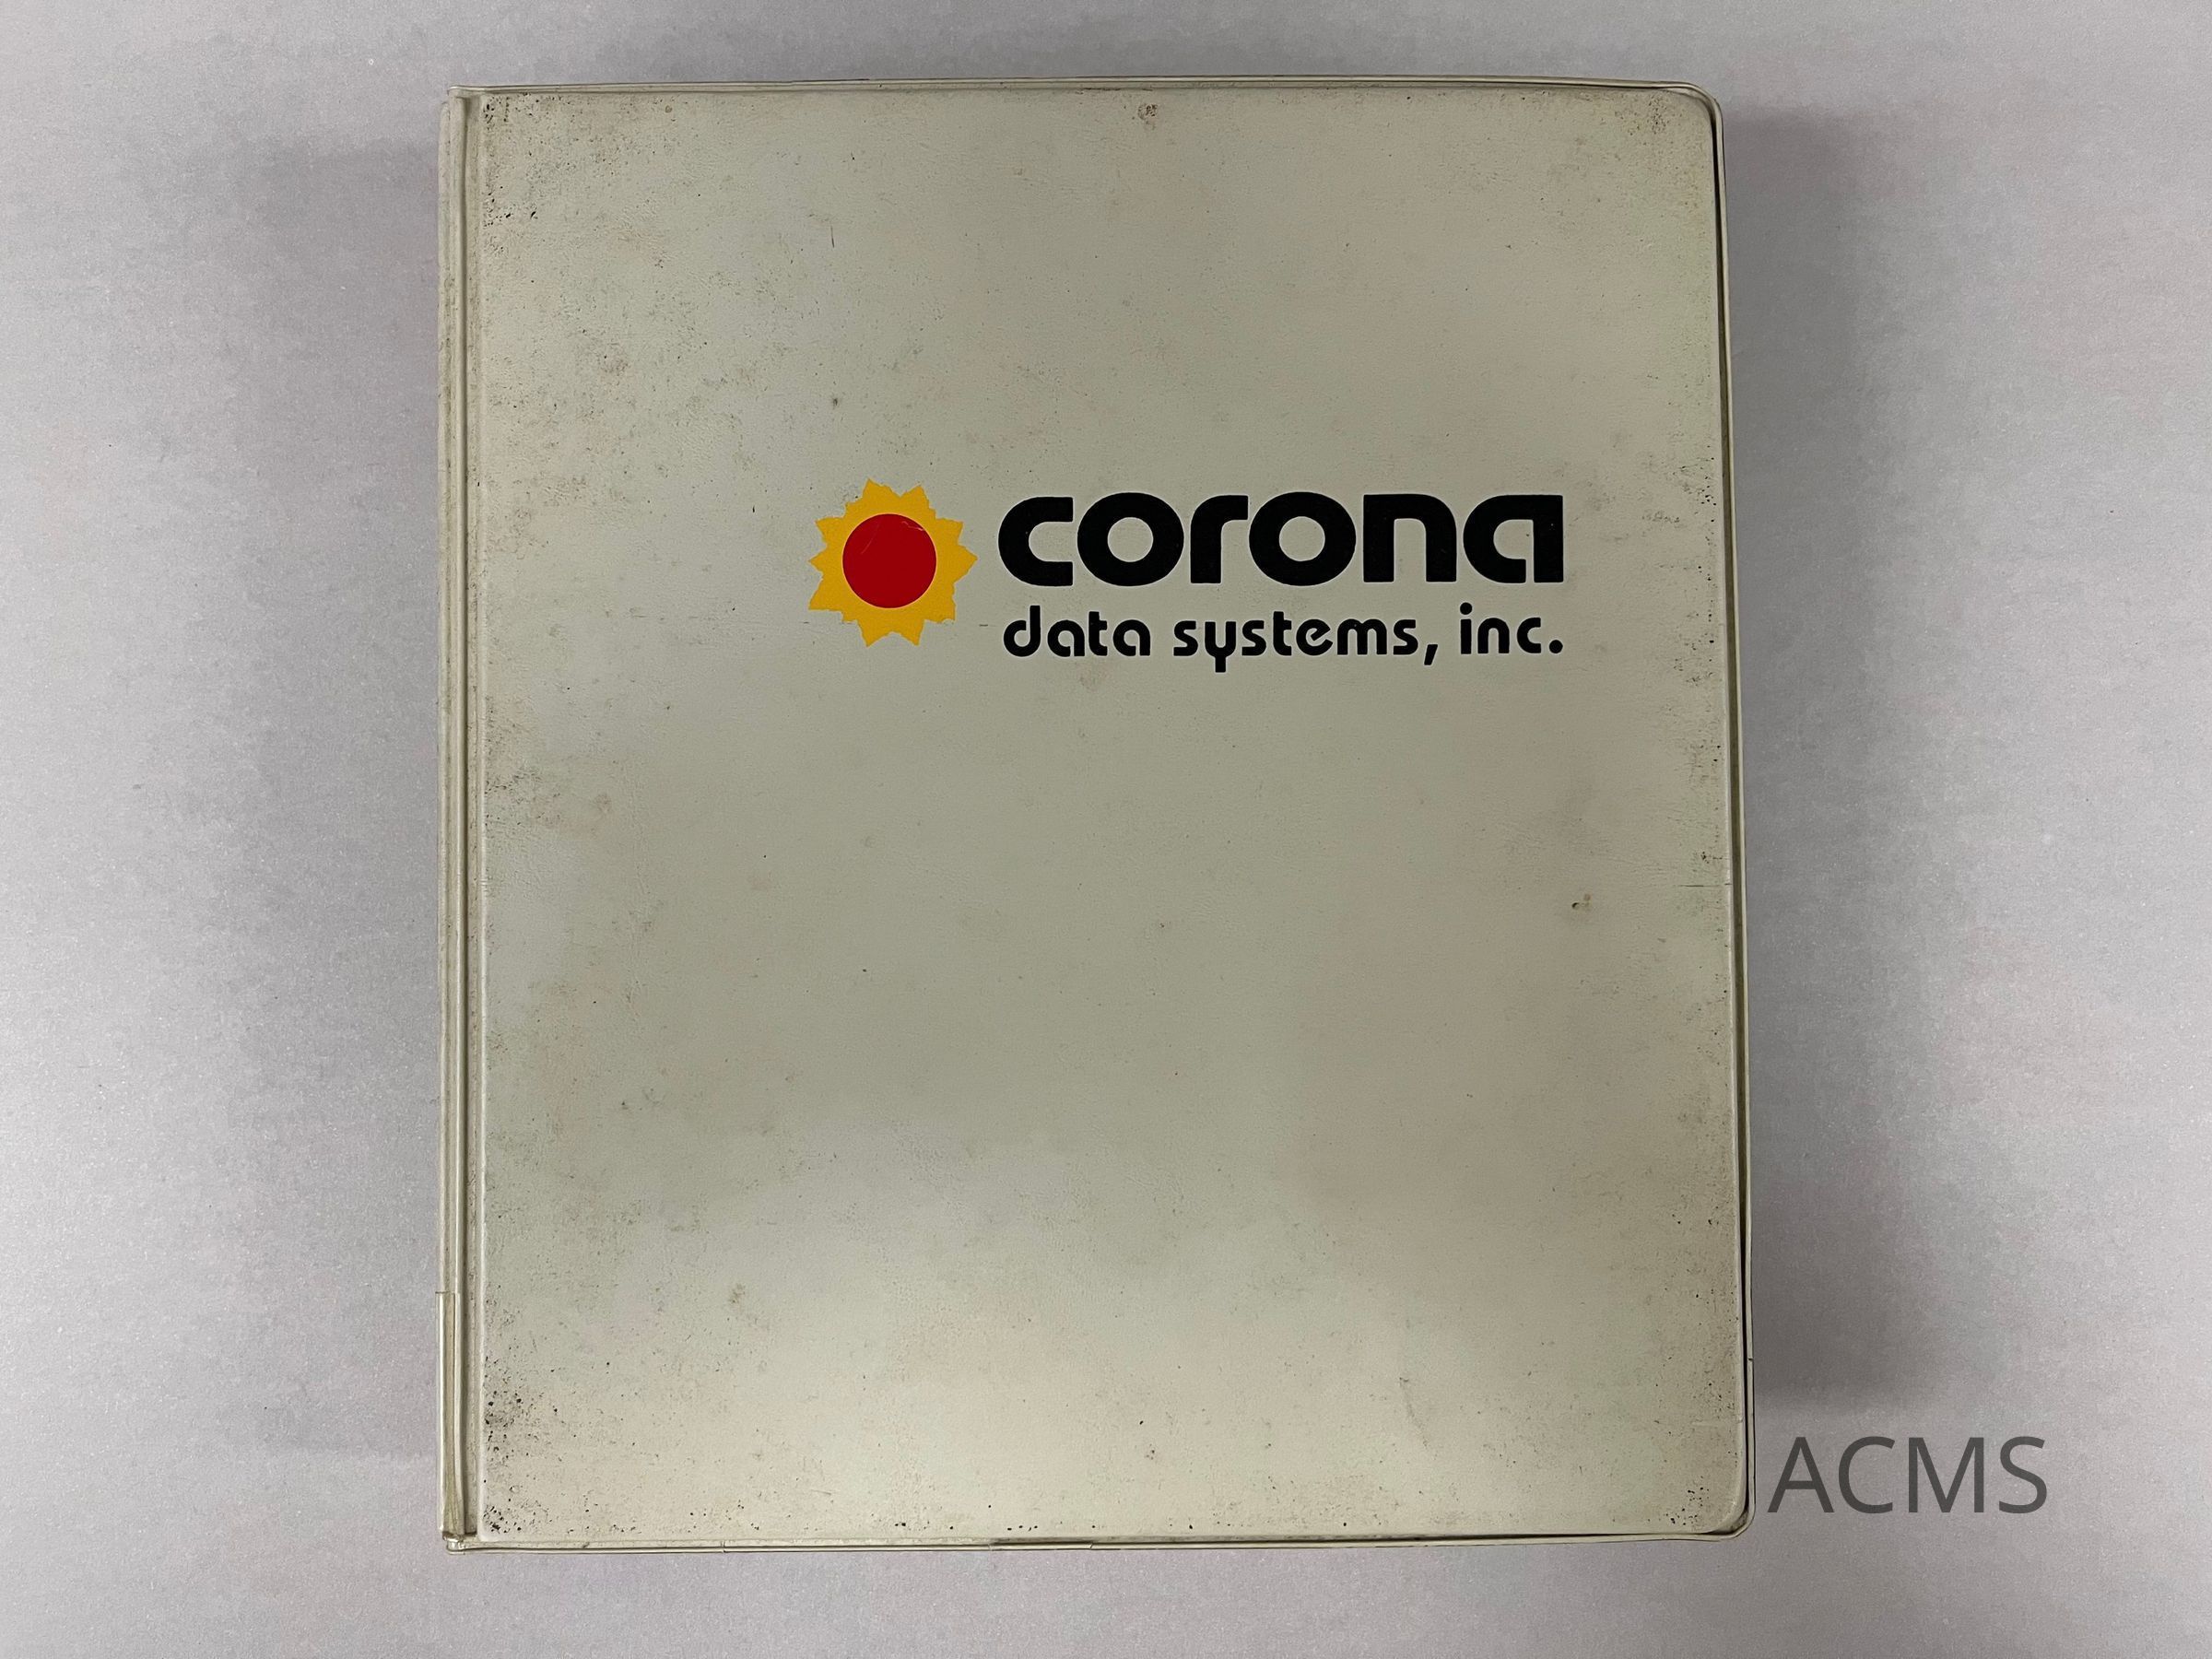 corona
data systems, inc.
ACMS